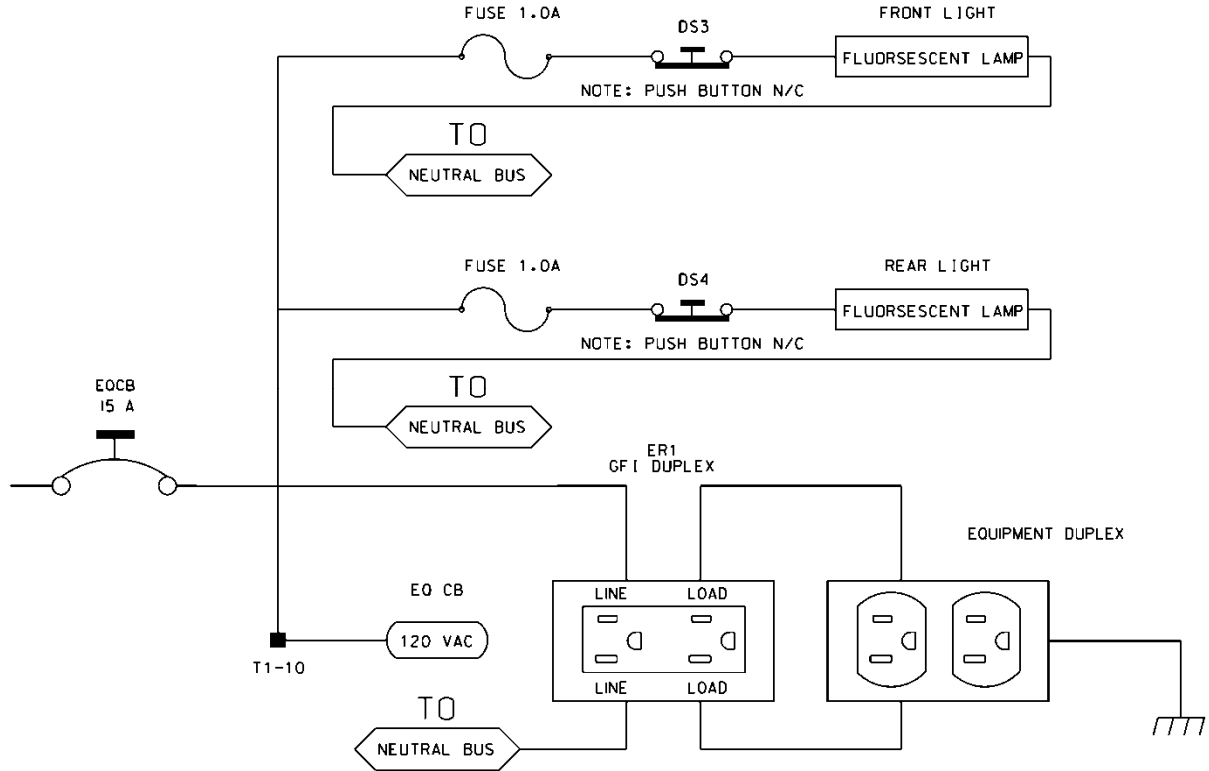 FUSE 1.0A
DS3
FRONT LIGHT
FLUORSESCENT LAMP
NOTE: PUSH BUTTON N/C
TO
NEUTRAL BUS
FUSE 1.0A
DS4
REAR LIGHT
FLUORSESCENT LAMP
NOTE: PUSH BUTTON N/C
TO
NEUTRAL BUS
EQCB
15 A
ER1
GFI DUPLEX
EQUIPMENT DUPLEX
EQ CB
120 VAC
T1-10
LINE LOAD
LINE LOAD
TO
NEUTRAL BUS